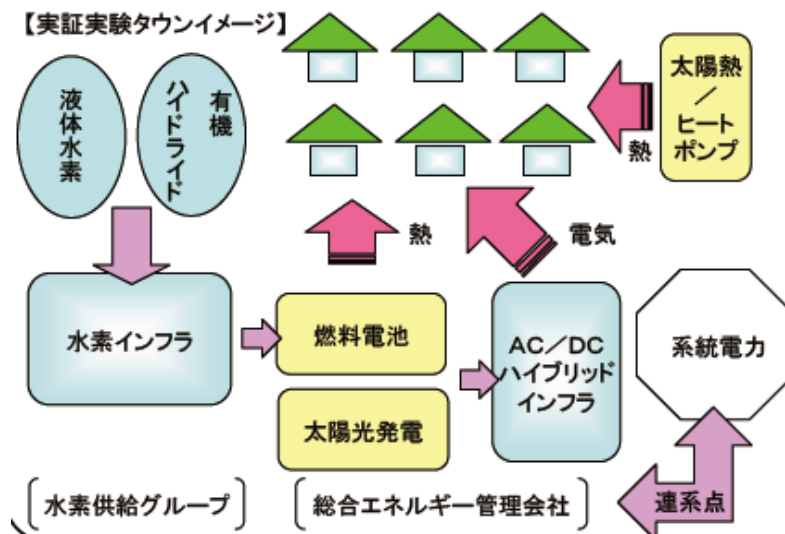 【実証実験タウンイメージ】
液体水素
有機
ハイドライド
太陽熱
／
ヒート
ポンプ
熱
熱
電気
水素インフラ
燃料電池
太陽光発電
AC／DC
ハイブリッド
インフラ
系統電力
水素供給グループ
総合エネルギー管理会社
連系点